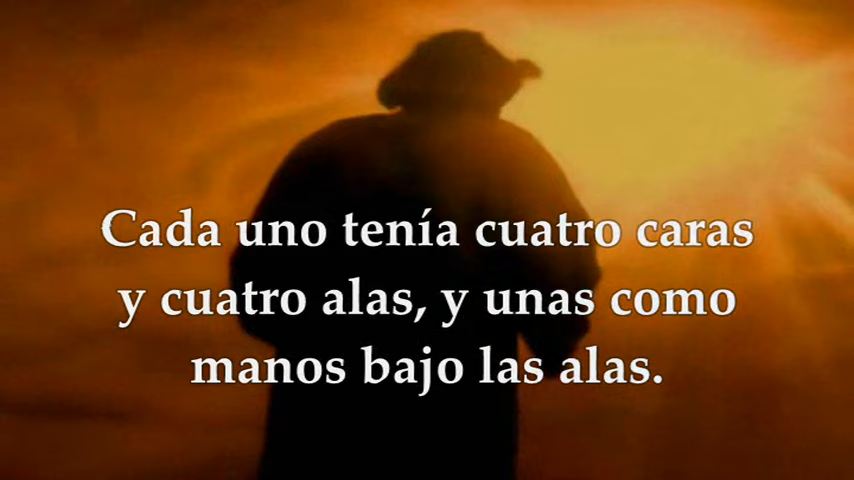 Cada uno tenía cuatro caras
y cuatro alas, y unas como
manos bajo las alas.